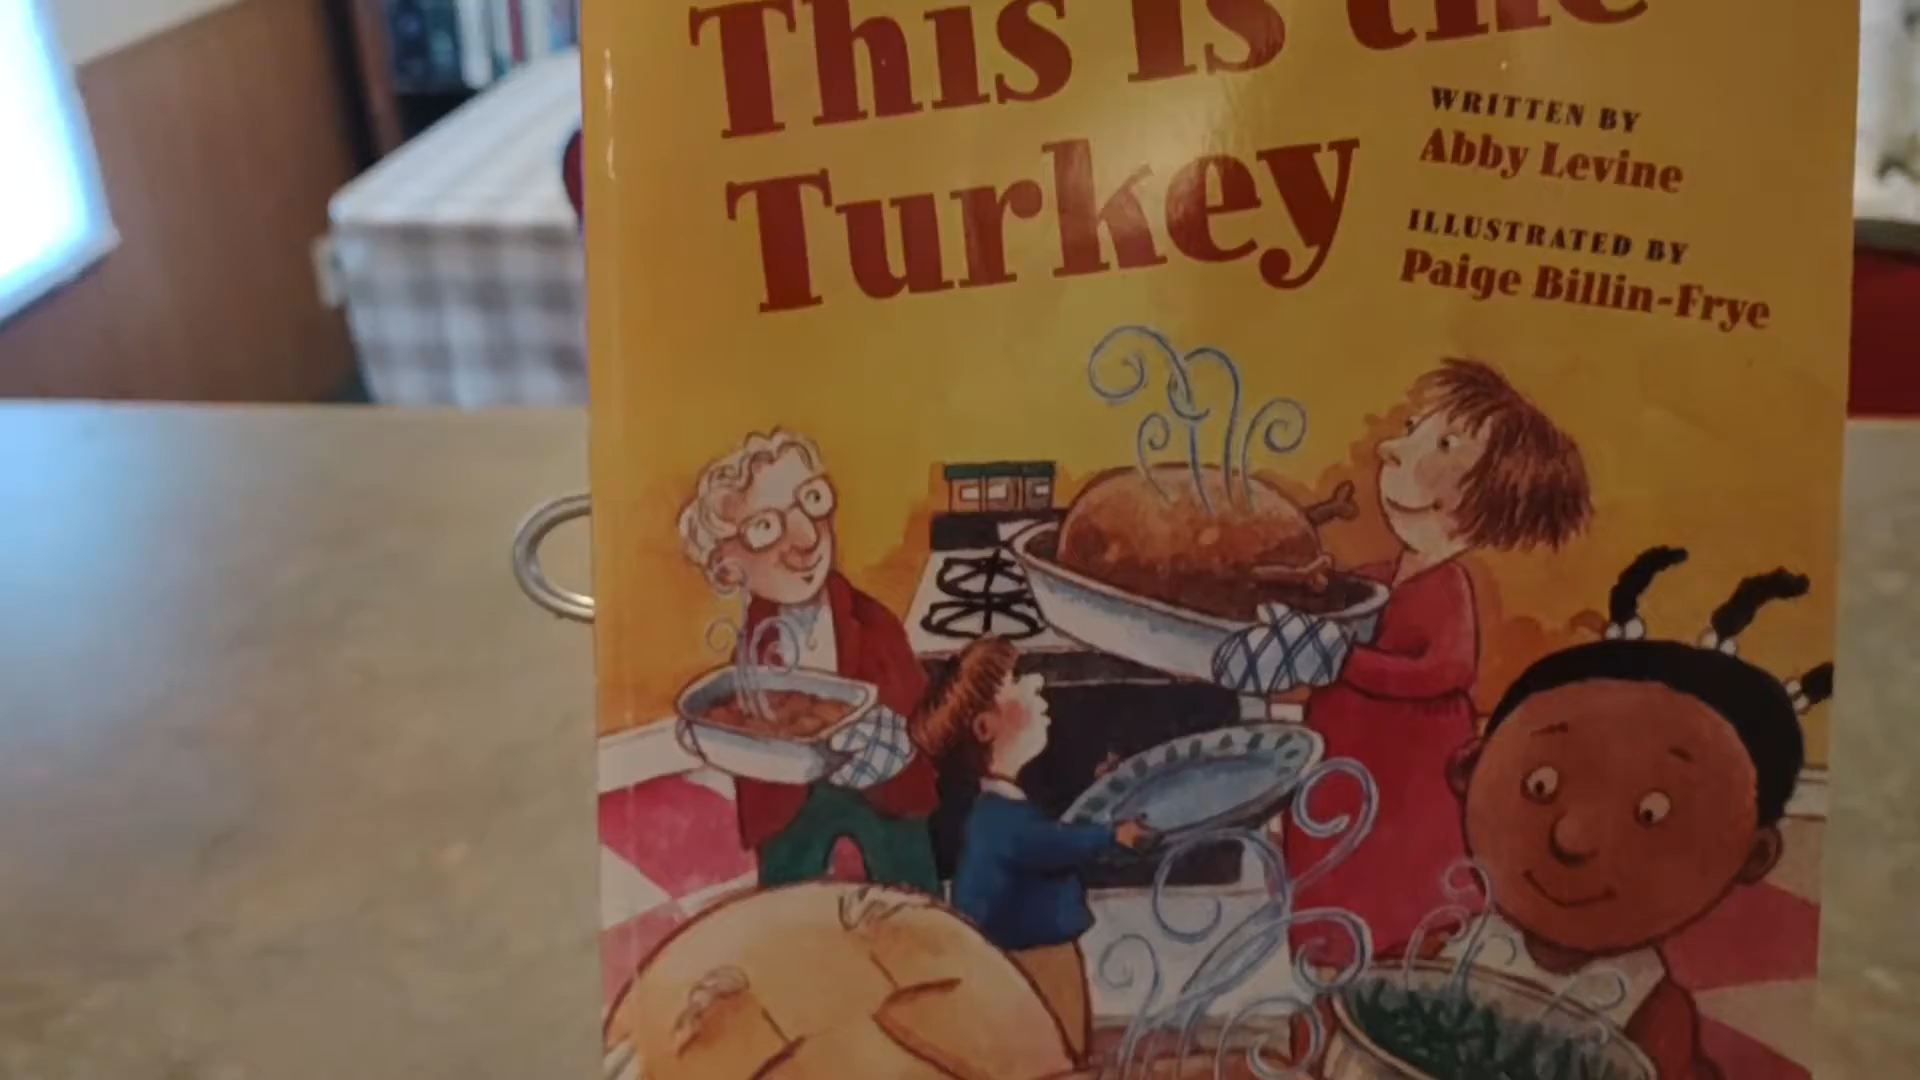 This Is the
Turkey
WRITTEN BY
Abby Levine
ILLUSTRATED BY
Paige Billin-Frye